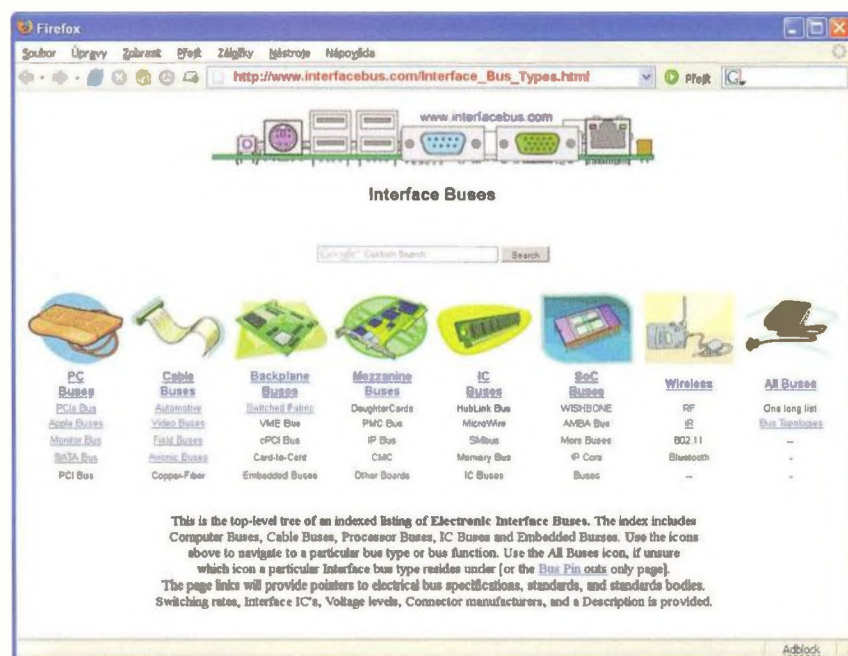 Firefox
Soubor Úpravy Zobrazit Přejít Záložky Nástroje Nápověda
http://www.interfacebus.com/Interface_Bus_Types.html Přejít G
www.interfacebus.com
Interface Buses
Google Custom Search Search
PC Buses
PCIe Bus
Apple Buses
Monitor Bus
SATA Bus
PCI Bus
Cable Buses
Automotive
Video Buses
Field Buses
Avionic Buses
Copper-Fiber
Backplane Buses
Switched Fabric
VME Bus
cPCI Bus
Card-to-Card
Embedded Buses
Mezzanine Buses
DaughterCards
PMC Bus
IP Bus
CMC
Other Boards
IC Buses
HubLink Bus
MicroWire
SMbus
Memory Bus
IC Buses
SoC Buses
WISHBONE
AMBA Bus
More Buses
IP Core
Buses
Wireless
RF
IR
802.11
Bluetooth
--
All Buses
One long list
Bus Topologies
--
-
-
This is the top-level tree of an indexed listing of Electronic Interface Buses. The index includes
Computer Buses, Cable Buses, Processor Buses, IC Buses and Embedded Busses. Use the icons
above to navigate to a particular bus type or bus function. Use the All Buses icon, if unsure
which icon a particular Interface bus type resides under [or the Bus Pin outs only page].
The page links will provide pointers to electrical bus specifications, standards, and standards bodies.
Switching rates, Interface IC's, Voltage levels, Connector manufacturers, and a Description is provided.
Adblock